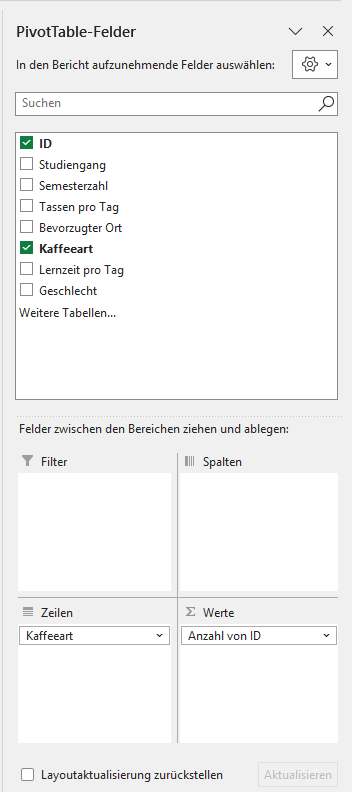 PivotTable-Felder
In den Bericht aufzunehmende Felder auswählen:
Suchen
ID
Studiengang
Semesterzahl
Tassen pro Tag
Bevorzugter Ort
Kaffeeart
Lernzeit pro Tag
Geschlecht
Weitere Tabellen...
Felder zwischen den Bereichen ziehen und ablegen:
Filter
Spalten
Zeilen
Werte
Kaffeeart
Anzahl von ID
Layoutaktualisierung zurückstellen
Aktualisieren